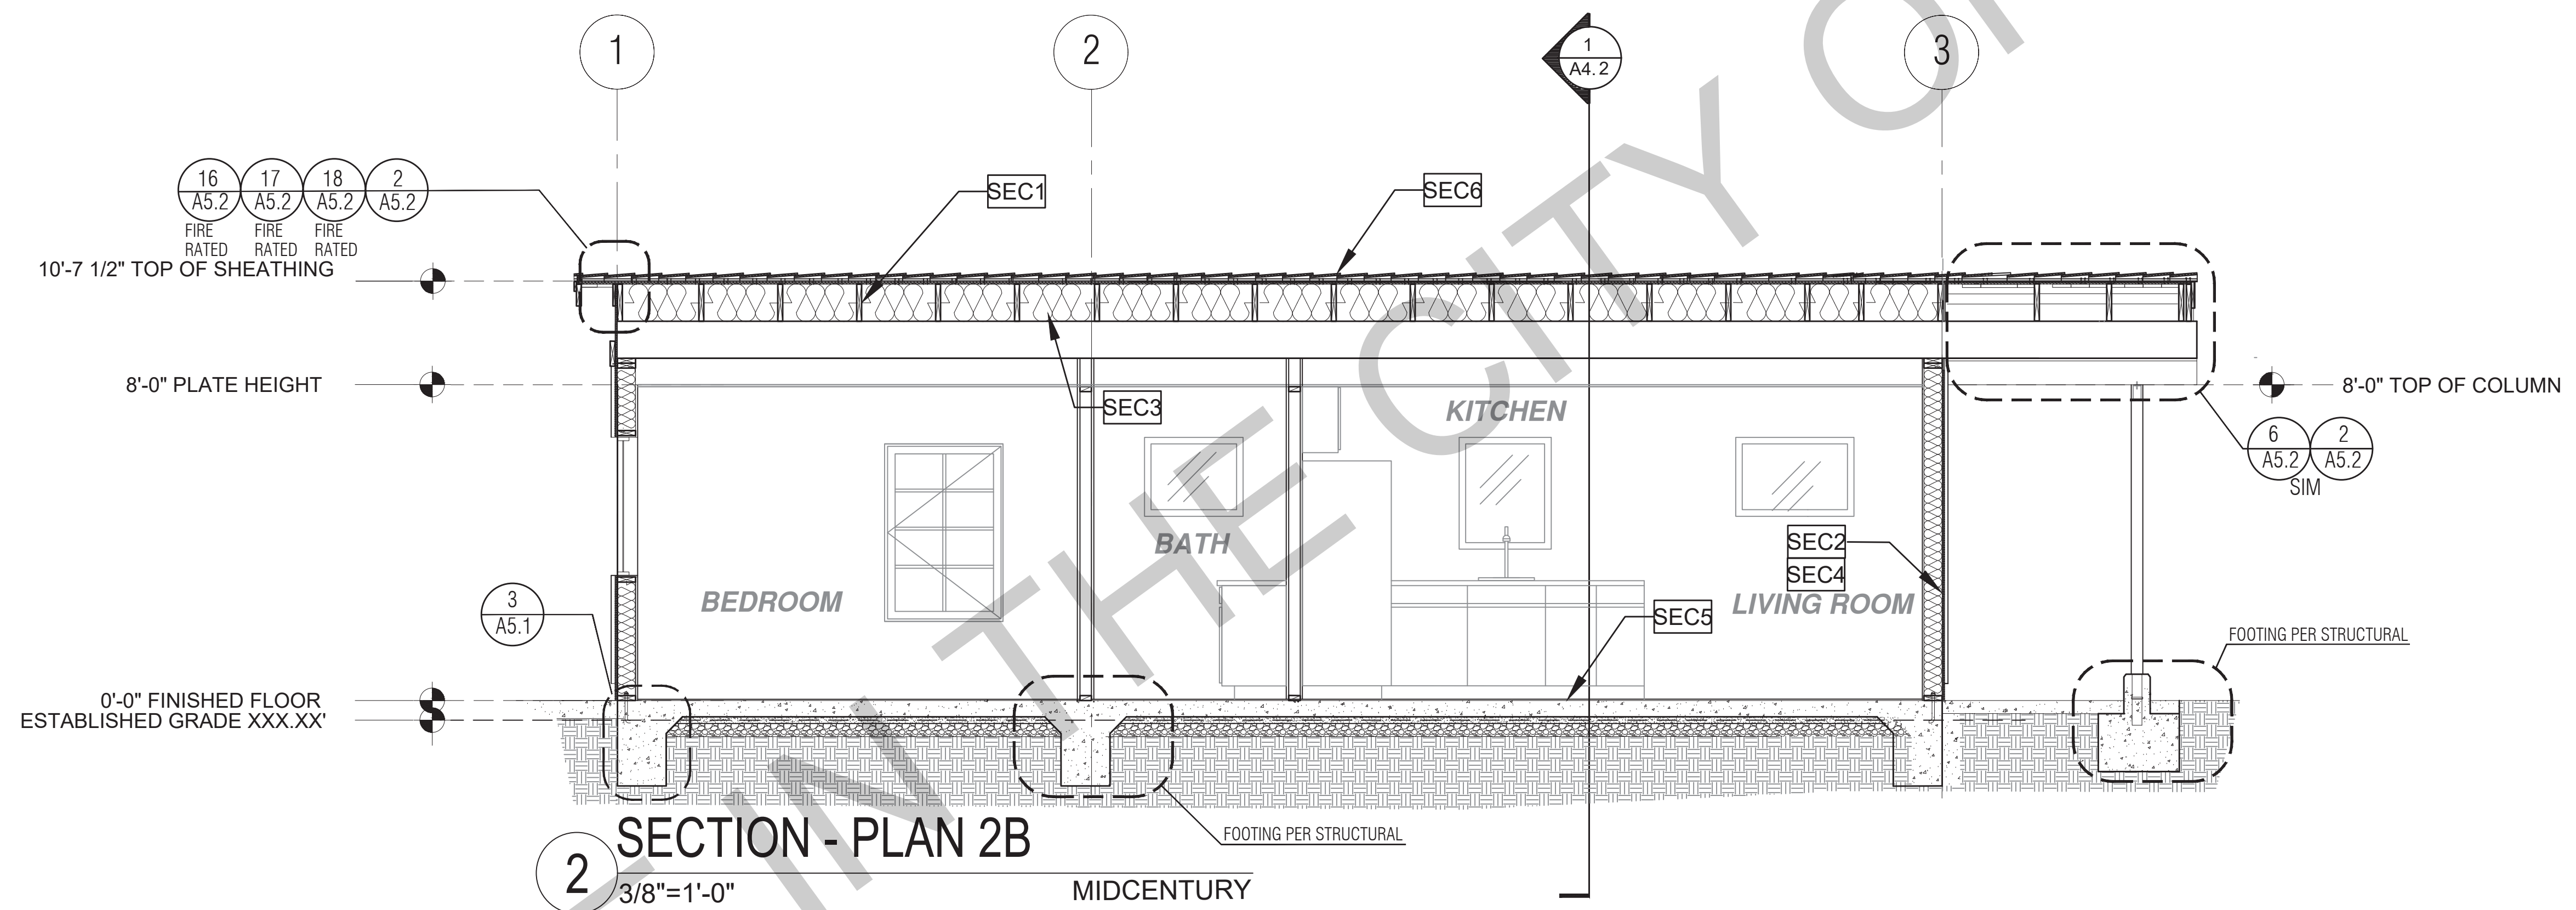 1
2
1
A4.2
3
16
A5.2
17
A5.2
18
A5.2
2
A5.2
FIRE
RATED
FIRE
RATED
FIRE
RATED
SEC1
SEC6
10'-7 1/2" TOP OF SHEATHING
8'-0" PLATE HEIGHT
8'-0" TOP OF COLUMN
SEC3
KITCHEN
6
A5.2
2
A5.2
SIM
BATH
SEC2
SEC4
BEDROOM
LIVING ROOM
3
A5.1
SEC5
FOOTING PER STRUCTURAL
0'-0" FINISHED FLOOR
ESTABLISHED GRADE XXX.XX'
FOOTING PER STRUCTURAL
2
SECTION - PLAN 2B
3/8"=1'-0"
MIDCENTURY
IN THE CITY